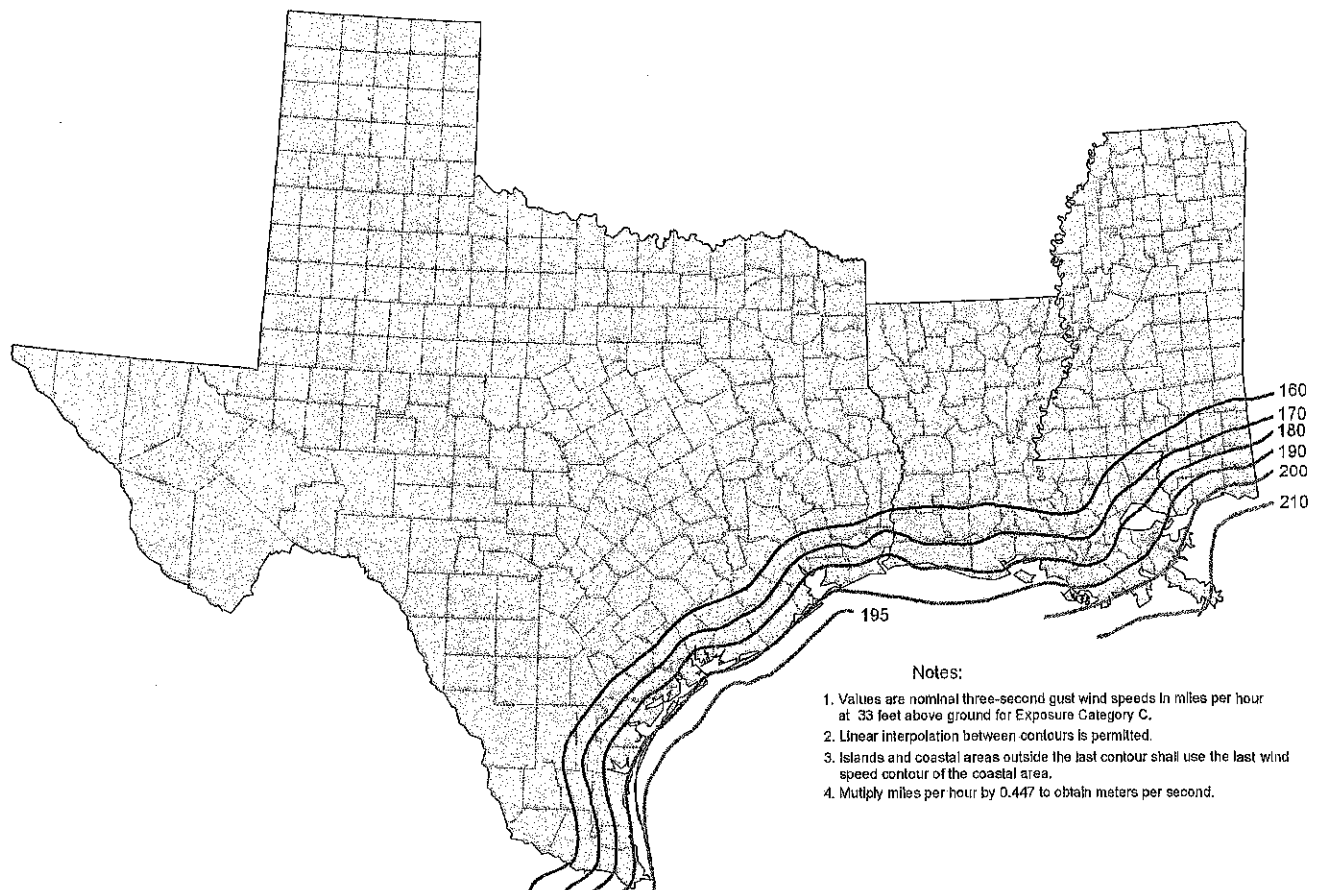 160
170
180
190
200
210
195
Notes:
1. Values are nominal three-second gust wind speeds in miles per hour
at 33 feet above ground for Exposure Category C.
2. Linear interpolation between contours is permitted.
3. Islands and coastal areas outside the last contour shall use the last wind
speed contour of the coastal area.
4. Mutiply miles per hour by 0.447 to obtain meters per second.